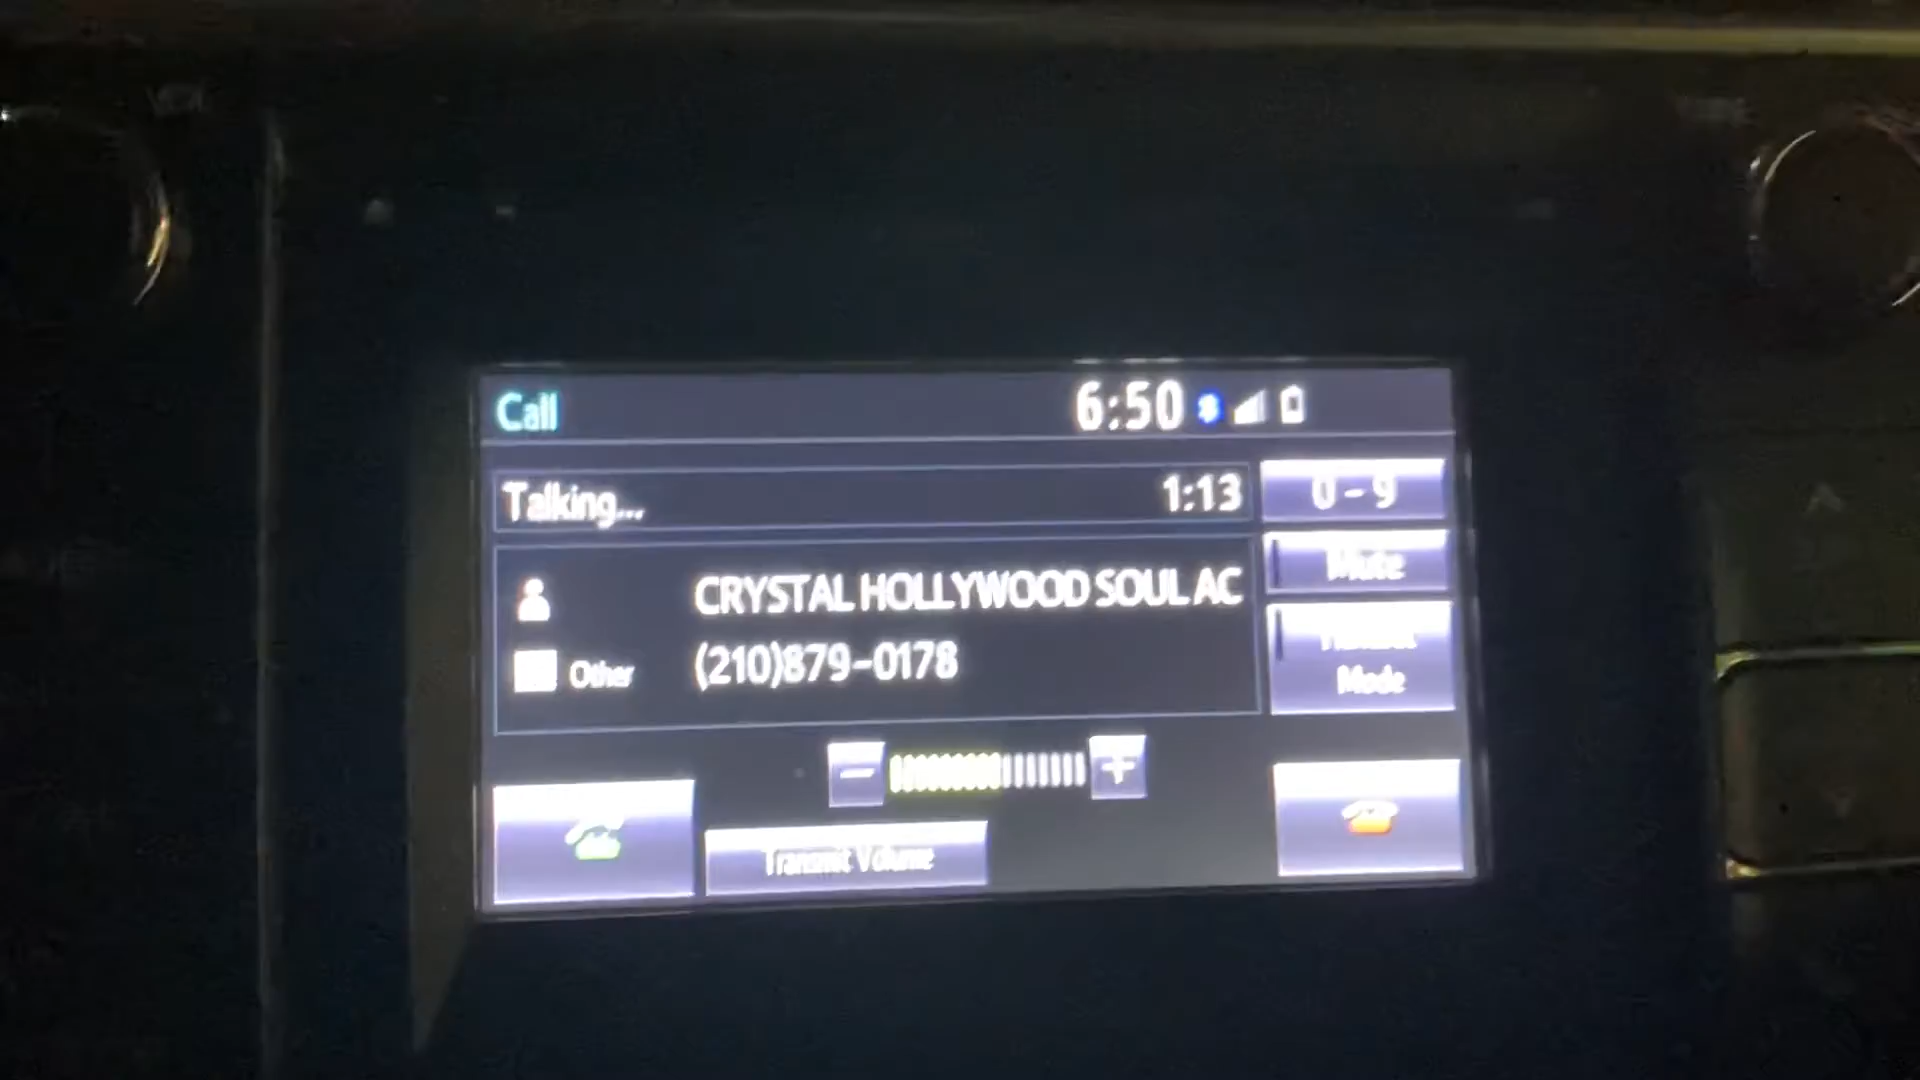 Call
6:50
Talking...
1:13
0 - 9
Mute
CRYSTAL HOLLYWOOD SOUL AC
Other
(210)879-0178
Transmit
Mode
- +
Transmit Volume